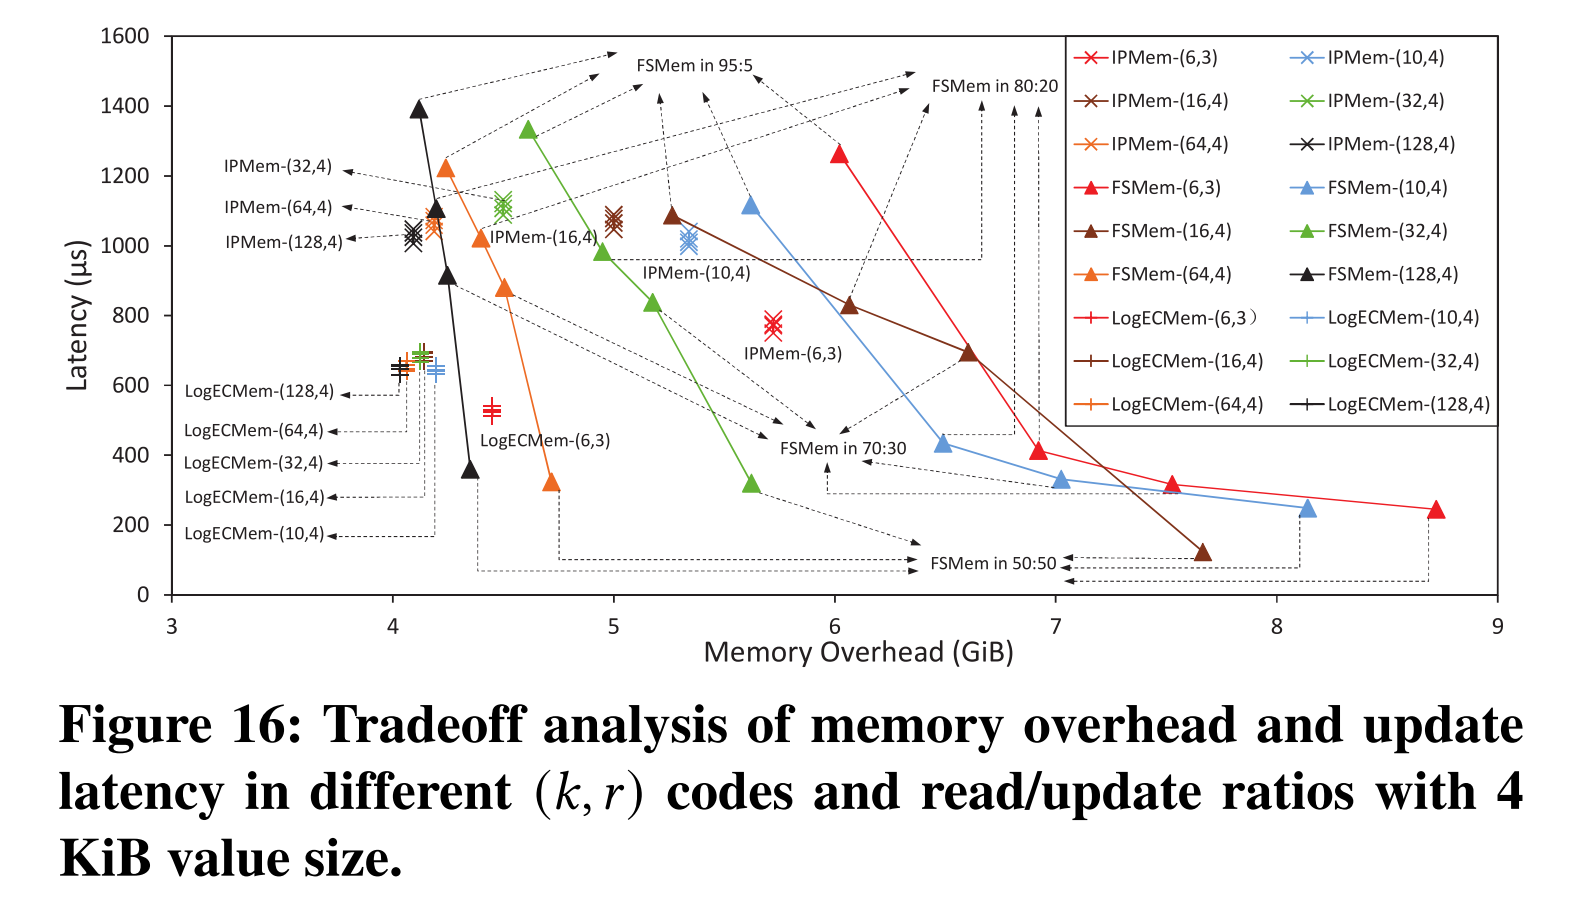 1600
1400
1200
1000
800
600
400
200
0
Latency (µs)
3
4
5
6
7
8
9
Memory Overhead (GiB)
FSMem in 95:5
FSMem in 80:20
IPMem-(32,4)
IPMem-(64,4)
IPMem-(128,4)
IPMem-(16,4)
IPMem-(10,4)
IPMem-(6,3)
LogECMem-(128,4)
LogECMem-(64,4)
LogECMem-(32,4)
LogECMem-(16,4)
LogECMem-(10,4)
LogECMem-(6,3)
FSMem in 70:30
FSMem in 50:50
IPMem-(6,3)
IPMem-(10,4)
IPMem-(16,4)
IPMem-(32,4)
IPMem-(64,4)
IPMem-(128,4)
FSMem-(6,3)
FSMem-(10,4)
FSMem-(16,4)
FSMem-(32,4)
FSMem-(64,4)
FSMem-(128,4)
LogECMem-(6,3）
LogECMem-(10,4)
LogECMem-(16,4)
LogECMem-(32,4)
LogECMem-(64,4)
LogECMem-(128,4)
Figure 16: Tradeoff analysis of memory overhead and update
latency in different (k,r) codes and read/update ratios with 4
KiB value size.